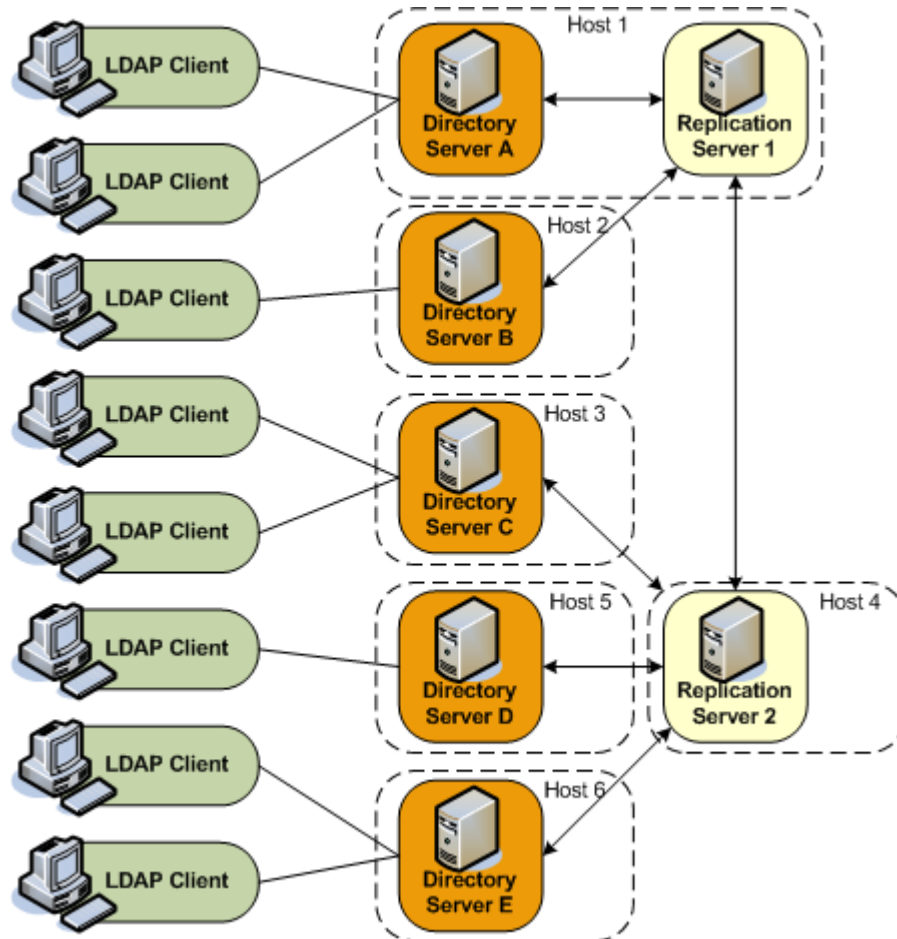 Host 1
LDAP Client
Directory
Server A
Replication
Server 1
LDAP Client
Host 2
LDAP Client
Directory
Server B
LDAP Client
Host 3
Directory
Server C
LDAP Client
Host 5
Host 4
LDAP Client
Directory
Server D
Replication
Server 2
LDAP Client
Host 6
LDAP Client
Directory
Server E